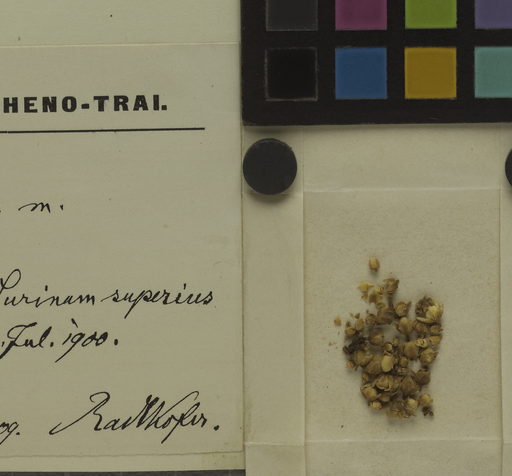 HENO-TRAI.
m.
Surinam superius
Jul. 1900.
Radlkofer.